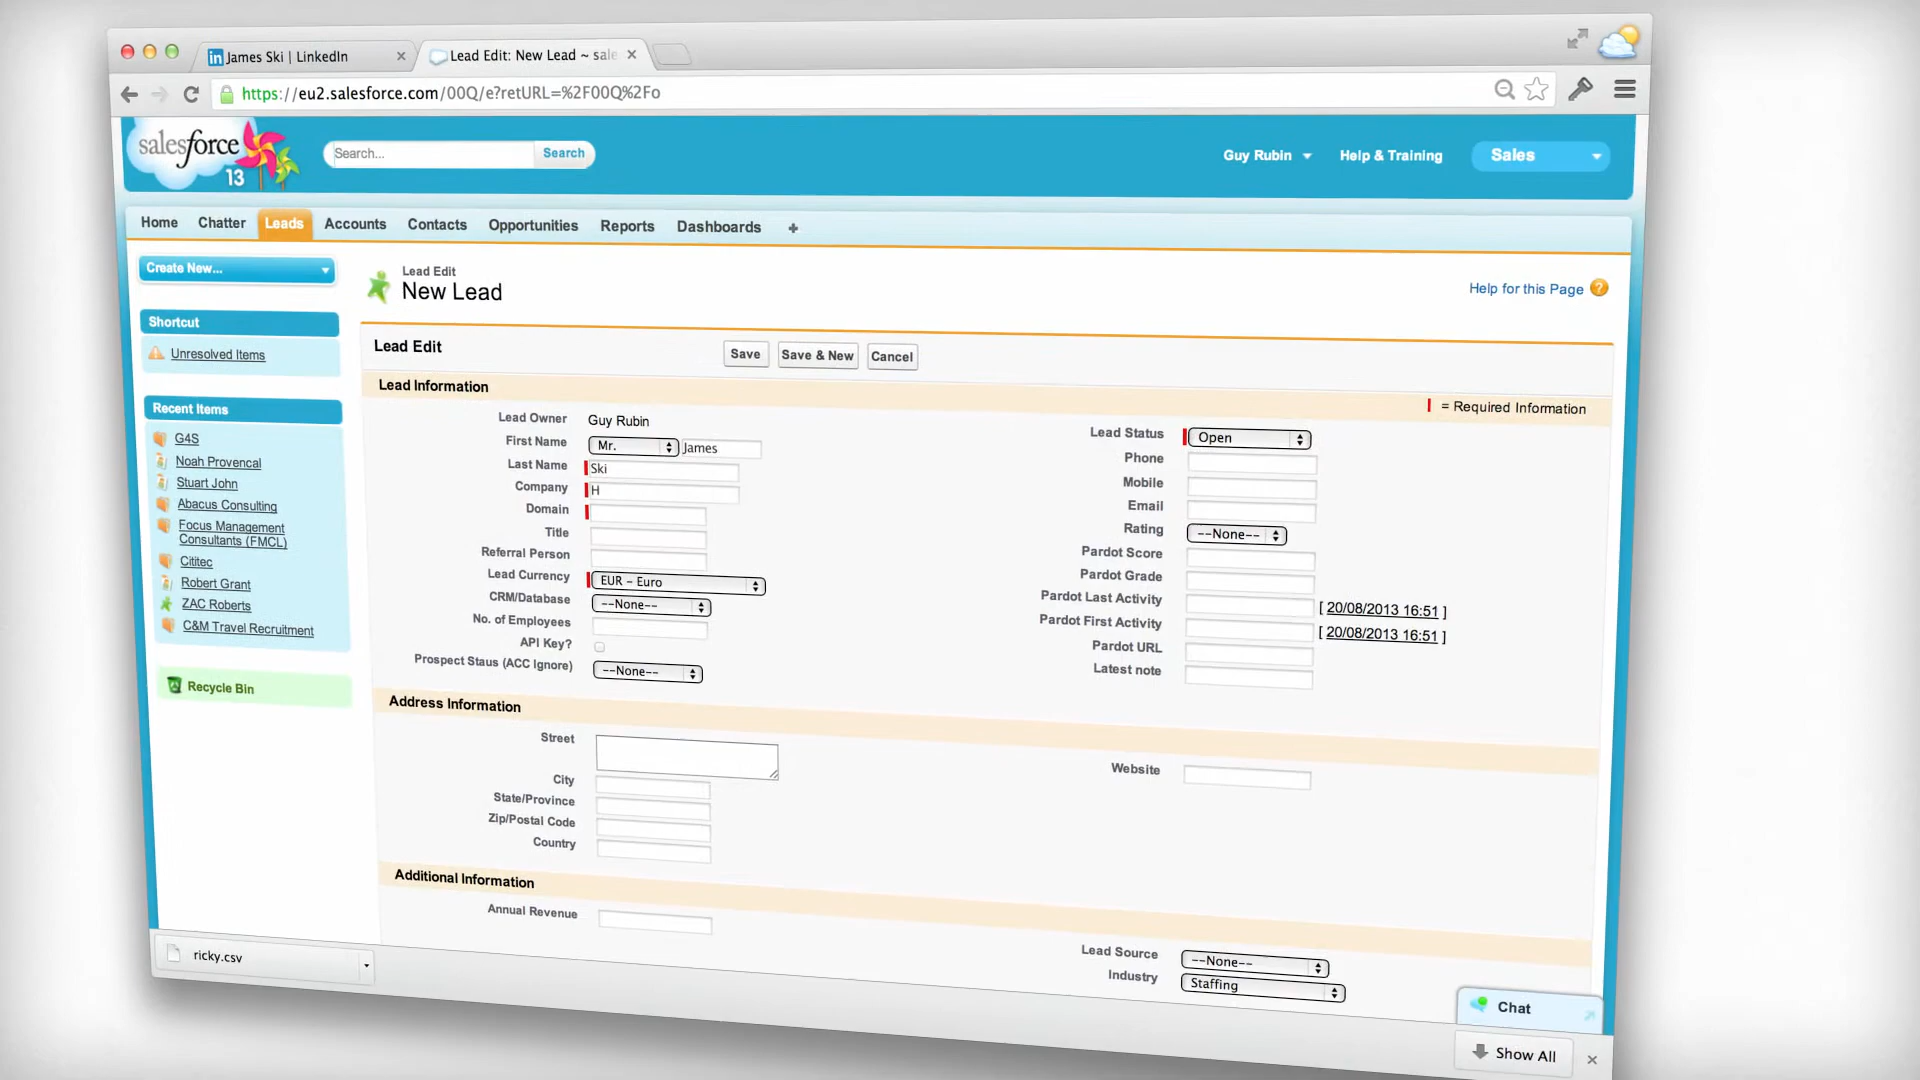 James Ski | LinkedIn
Lead Edit: New Lead ~ sale
https://eu2.salesforce.com/00Q/e?retURL=%2F00Q%2Fo
salesforce
13
Search...
Search
Guy Rubin
Help & Training
Sales
Home
Chatter
Leads
Accounts
Contacts
Opportunities
Reports
Dashboards
+
Create New...
Shortcut
Unresolved Items
Recent Items
G4S
Noah Provencal
Stuart John
Abacus Consulting
Focus Management
Consultants (FMCL)
Cititec
Robert Grant
ZAC Roberts
C&M Travel Recruitment
Recycle Bin
Lead Edit
New Lead
Help for this Page ?
Lead Edit
Save
Save & New
Cancel
Lead Information
= Required Information
Lead Owner Guy Rubin
First Name Mr. James
Last Name Ski
Company H
Domain
Title
Referral Person
Lead Currency EUR - Euro
CRM/Database --None--
No. of Employees
API Key?
Prospect Staus (ACC Ignore) --None--
Lead Status Open
Phone
Mobile
Email
Rating --None--
Pardot Score
Pardot Grade
Pardot Last Activity [ 20/08/2013 16:51 ]
Pardot First Activity [ 20/08/2013 16:51 ]
Pardot URL
Latest note
Address Information
Street
City
State/Province
Zip/Postal Code
Country
Website
Additional Information
Annual Revenue
Lead Source --None--
Industry Staffing
ricky.csv
Chat
Show All